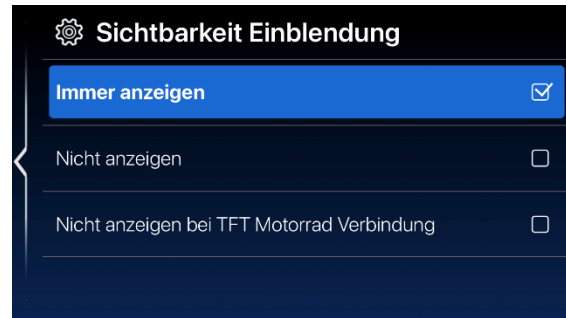 Sichtbarkeit Einblendung
Immer anzeigen
Nicht anzeigen
Nicht anzeigen bei TFT Motorrad Verbindung